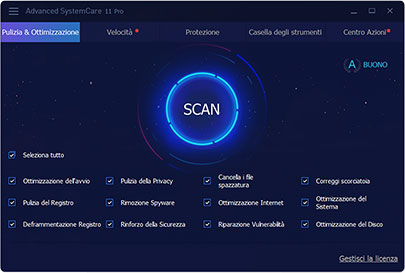 Advanced SystemCare 11 Pro
Pulizia & Ottimizzazione Velocità Protezione Casella degli strumenti Centro Azioni
A BUONO
SCAN
Seleziona tutto
Ottimizzazione dell'avvio Pulizia della Privacy Cancella i file spazzatura Correggi scorciatoia
Pulizia del Registro Rimozione Spyware Ottimizzazione Internet Ottimizzazione del Sistema
Deframmentazione Registro Rinforzo della Sicurezza Riparazione Vulnerabilità Ottimizzazione del Disco
Gestisci la licenza